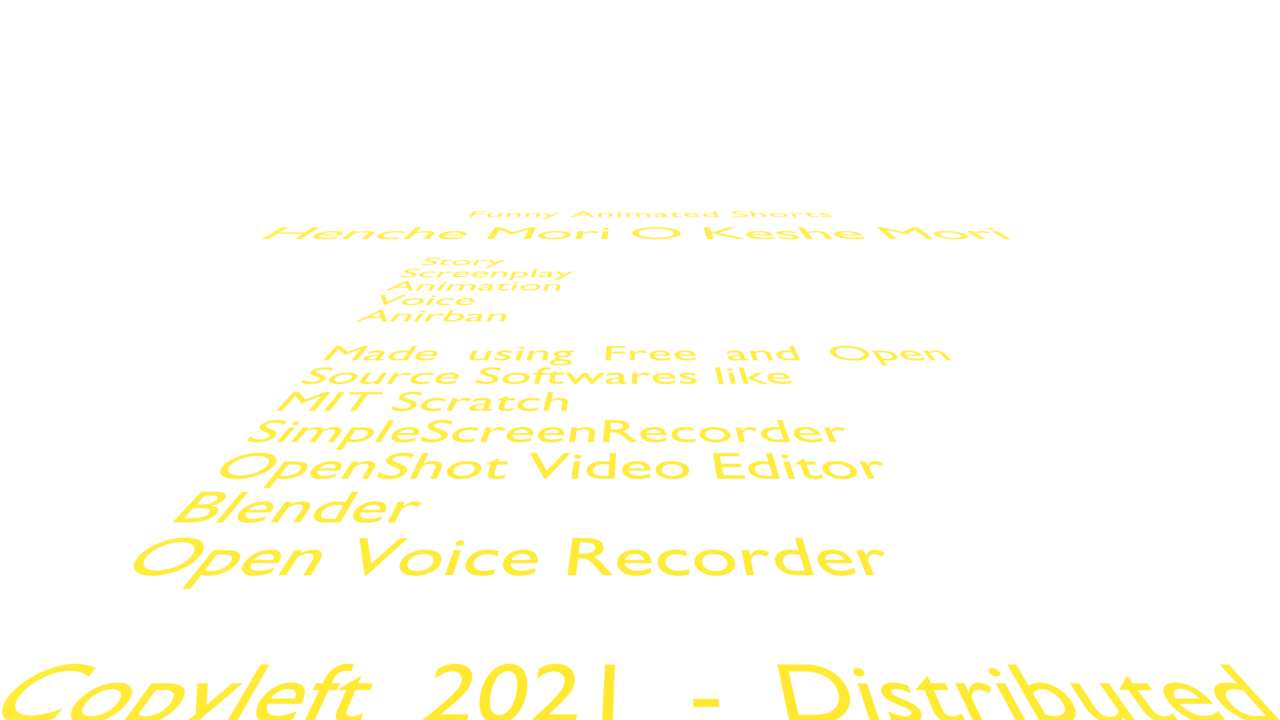 Funny Animated Shorts
Henche Mori O Keshe Mori
Story
Screenplay
Animation
Voice
Anirban
Made using Free and Open
Source Softwares like
MIT Scratch
SimpleScreenRecorder
OpenShot Video Editor
Blender
Open Voice Recorder
Copyleft 2021 - Distributed